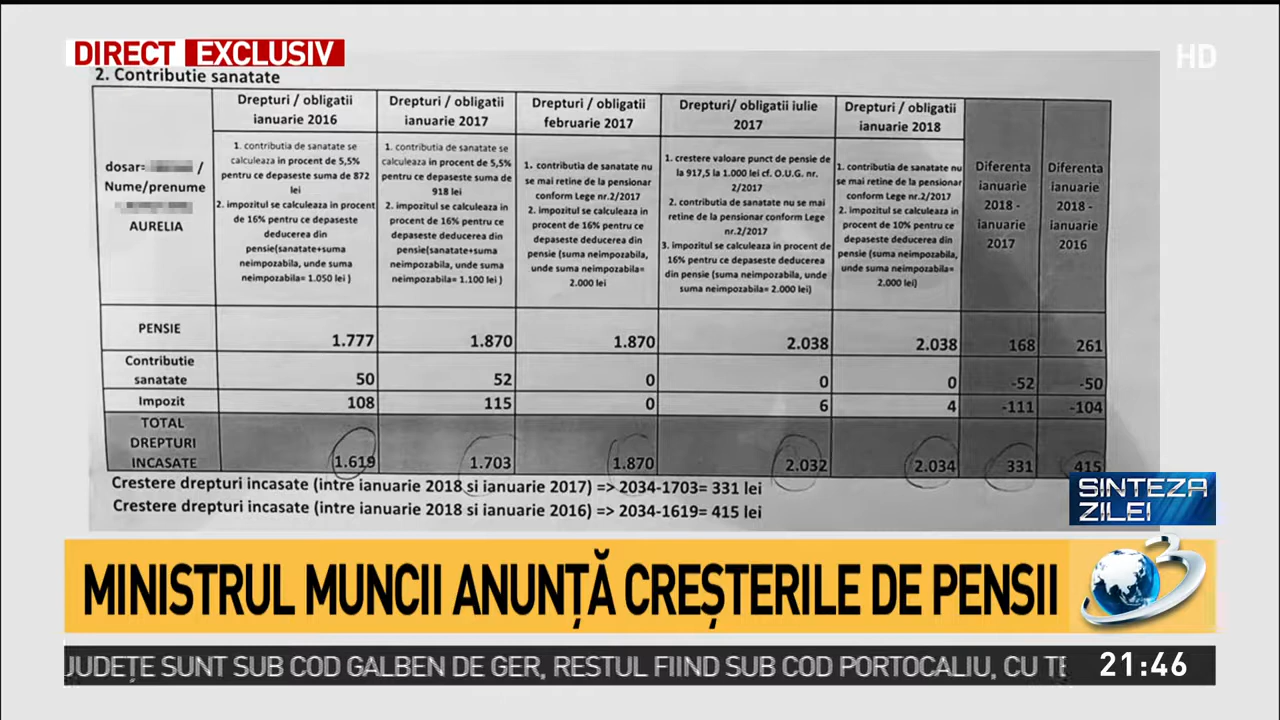 DIRECT EXCLUSIV
HD
2. Contributie sanatate
dosar= /
Nume/prenume
AURELIA
Drepturi / obligatii
ianuarie 2016
Drepturi / obligatii
ianuarie 2017
Drepturi / obligatii
februarie 2017
Drepturi/ obligatii iulie
2017
Drepturi / obligatii
ianuarie 2018
1. contributia de sanatate se
calculeaza in procent de 5,5%
pentru ce depaseste suma de 872
lei
2. impozitul se calculeaza in procent
de 16% pentru ce depaseste
deducerea din
pensie(sanatate+suma
neimpozabila, unde suma
neimpozabila= 1.050 lei )
1. contributia de sanatate se
calculeaza in procent de 5,5%
pentru ce depaseste suma de
918 lei
2. impozitul se calculeaza in
procent de 16% pentru ce
depaseste deducerea din
pensie(sanatate+suma
neimpozabila, unde suma
neimpozabila= 1.100 lei )
1. contributia de sanatate nu
se mai retine de la pensionar
conform Lege nr.2/2017
2. impozitul se calculeaza in
procent de 16% pentru ce
depaseste deducerea din
pensie (suma neimpozabila,
unde suma neimpozabila=
2.000 lei
1. crestere valoare punct de pensie de
la 917,5 la 1.000 lei cf. O.U.G. nr.
2/2017
2. contributia de sanatate nu se mai
retine de la pensionar conform Lege
nr.2/2017
3. impozitul se calculeaza in procent de
16% pentru ce depaseste deducerea
din pensie (suma neimpozabila, unde
suma neimpozabila= 2.000 lei)
1. contributia de sanatate nu
se mai retine de la pensionar
conform Lege nr.2/2017
2. impozitul se calculeaza in
procent de 10% pentru ce
depaseste deducerea din
pensie (suma neimpozabila,
unde suma neimpozabila=
2.000 lei)
Diferenta
ianuarie
2018 -
ianuarie
2017
Diferenta
ianuarie
2018 -
ianuarie
2016
PENSIE 1.777 1.870 1.870 2.038 2.038 168 261
Contributie
sanatate 50 52 0 0 0 -52 -50
Impozit 108 115 0 6 4 -111 -104
TOTAL
DREPTURI
INCASATE 1.619 1.703 1.870 2.032 2.034 331 415
Crestere drepturi incasate (intre ianuarie 2018 si ianuarie 2017) => 2034-1703= 331 lei
Crestere drepturi incasate (intre ianuarie 2018 si ianuarie 2016) => 2034-1619= 415 lei
SINTEZA
ZILEI
MINISTRUL MUNCII ANUNȚĂ CREȘTERILE DE PENSII
3
JUDEȚE SUNT SUB COD GALBEN DE GER, RESTUL FIIND SUB COD PORTOCALIU, CU
21:46